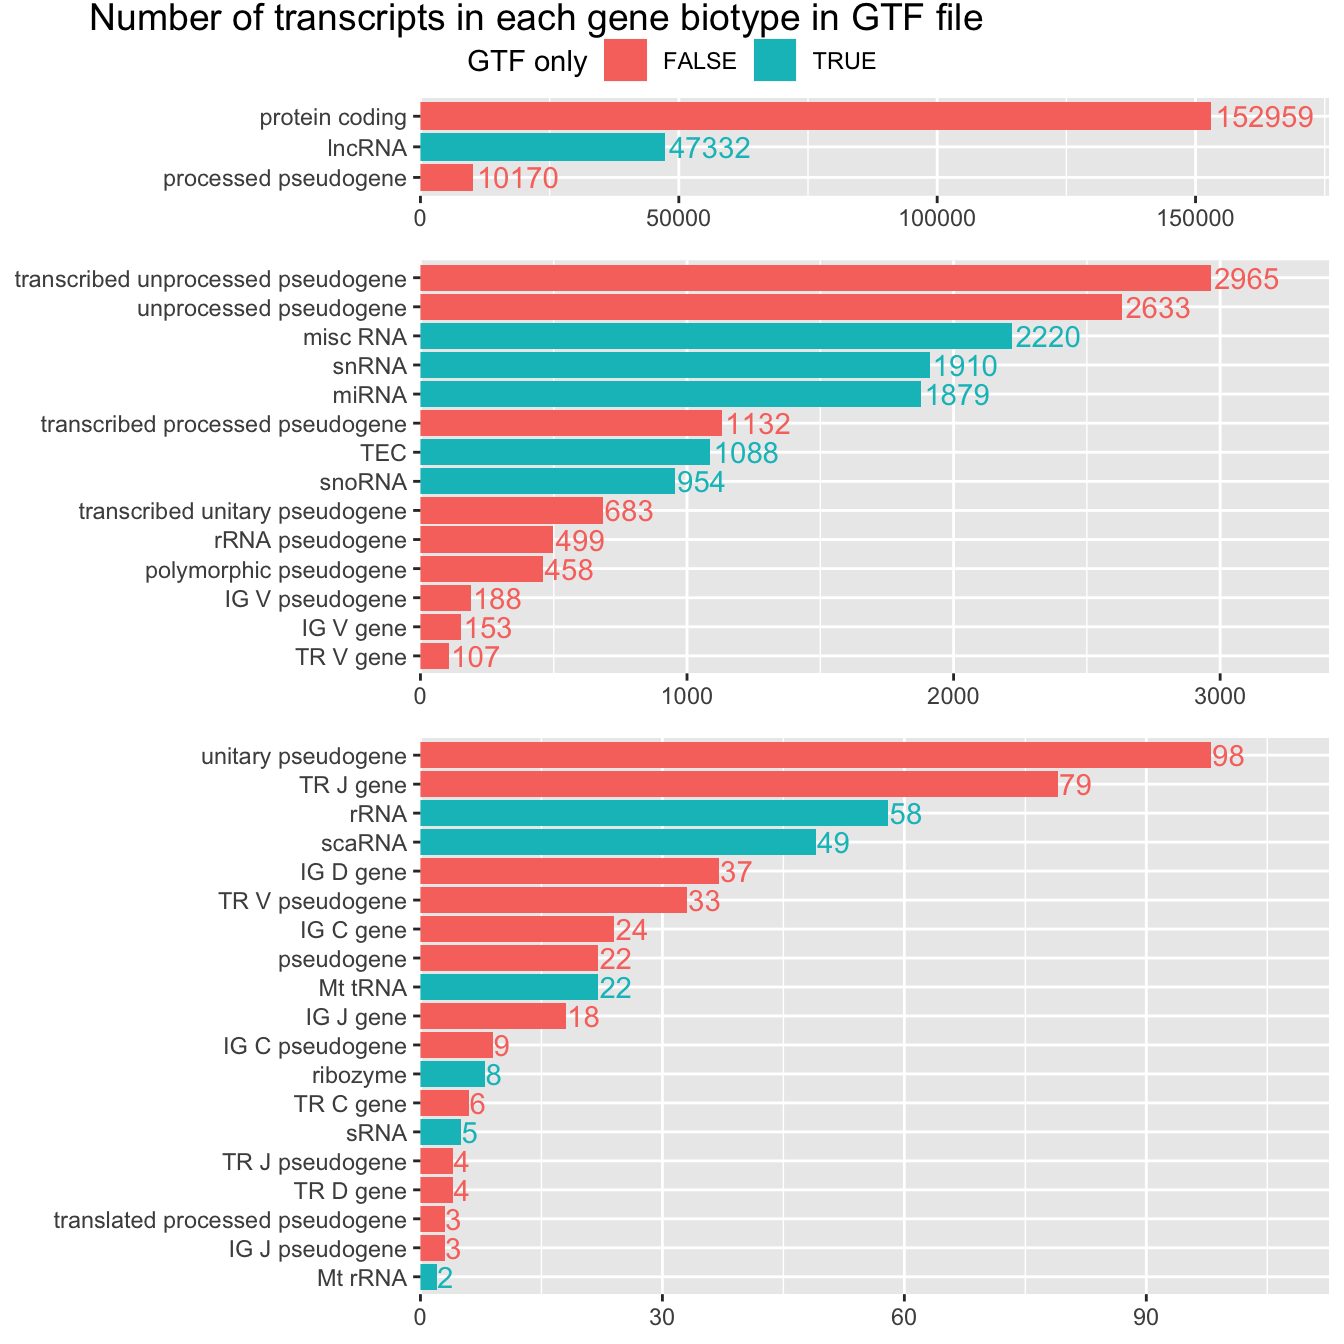 Number of transcripts in each gene biotype in GTF file
GTF only FALSE TRUE
protein coding 152959
lncRNA 47332
processed pseudogene 10170
0 50000 100000 150000
transcribed unprocessed pseudogene 2965
unprocessed pseudogene 2633
misc RNA 2220
snRNA 1910
miRNA 1879
transcribed processed pseudogene 1132
TEC 1088
snoRNA 954
transcribed unitary pseudogene 683
rRNA pseudogene 499
polymorphic pseudogene 458
IG V pseudogene 188
IG V gene 153
TR V gene 107
0 1000 2000 3000
unitary pseudogene 98
TR J gene 79
rRNA 58
scaRNA 49
IG D gene 37
TR V pseudogene 33
IG C gene 24
pseudogene 22
Mt tRNA 22
IG J gene 18
IG C pseudogene 9
ribozyme 8
TR C gene 6
sRNA 5
TR J pseudogene 4
TR D gene 4
translated processed pseudogene 3
IG J pseudogene 3
Mt rRNA 2
0 30 60 90